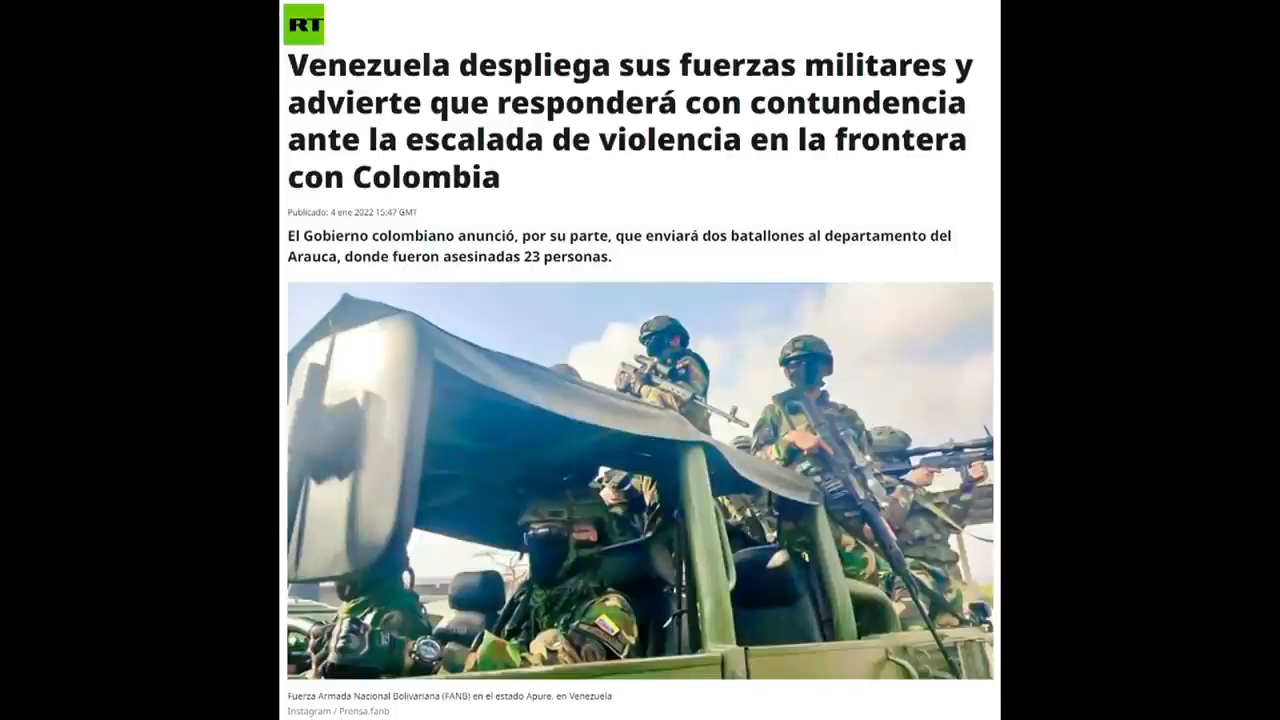 RT
Venezuela despliega sus fuerzas militares y
advierte que responderá con contundencia
ante la escalada de violencia en la frontera
con Colombia
Publicado: 4 ene 2022 15:47 GMT
El Gobierno colombiano anunció, por su parte, que enviará dos batallones al departamento del
Arauca, donde fueron asesinadas 23 personas.
Fuerza Armada Nacional Bolivariana (FANB) en el estado Apure, en Venezuela
Instagram / Prensa.fanb